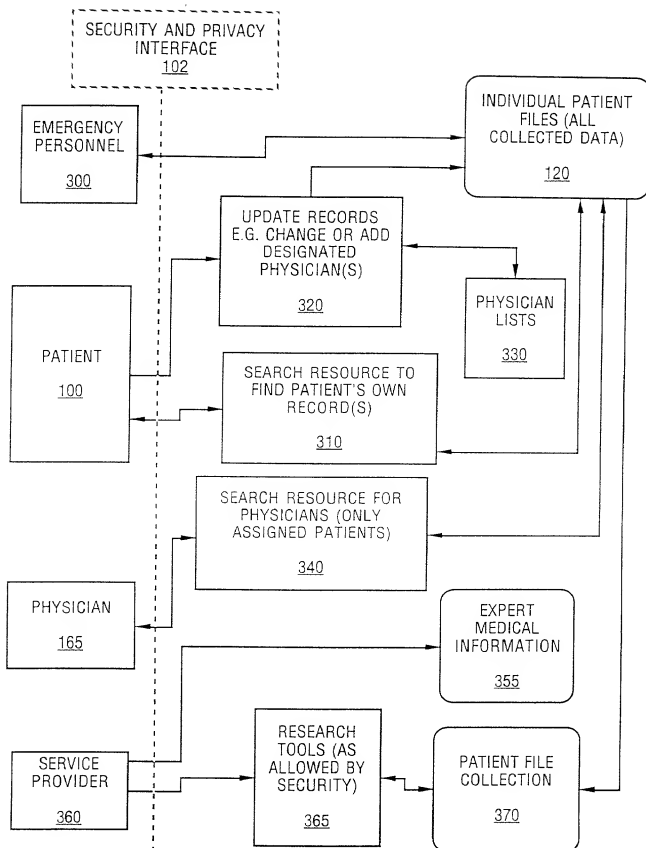 SECURITY AND PRIVACY
INTERFACE
102
EMERGENCY
PERSONNEL
300
INDIVIDUAL PATIENT
FILES (ALL
COLLECTED DATA)
120
UPDATE RECORDS
E.G. CHANGE OR ADD
DESIGNATED
PHYSICIAN(S)
320
PHYSICIAN
LISTS
330
PATIENT
100
SEARCH RESOURCE TO
FIND PATIENT'S OWN
RECORD(S)
310
SEARCH RESOURCE FOR
PHYSICIANS (ONLY
ASSIGNED PATIENTS)
340
PHYSICIAN
165
EXPERT
MEDICAL
INFORMATION
355
SERVICE
PROVIDER
360
RESEARCH
TOOLS (AS
ALLOWED BY
SECURITY)
365
PATIENT FILE
COLLECTION
370